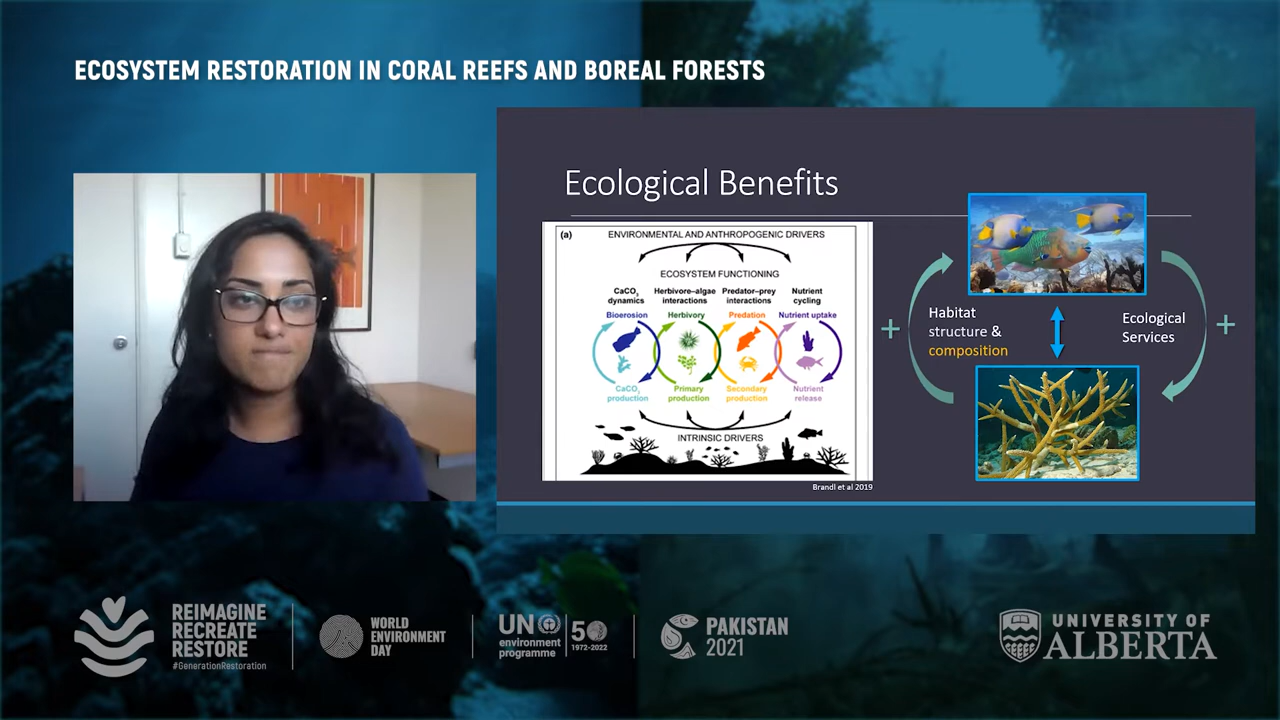 ECOSYSTEM RESTORATION IN CORAL REEFS AND BOREAL FORESTS
Ecological Benefits
(a)
ENVIRONMENTAL AND ANTHROPOGENIC DRIVERS
ECOSYSTEM FUNCTIONING
CaCO3 dynamics
Herbivore–algae interactions
Predator–prey interactions
Nutrient cycling
Bioerosion
Herbivory
Predation
Nutrient uptake
CaCO3 production
Primary production
Secondary production
Nutrient release
INTRINSIC DRIVERS
Brandl et al 2019
+
Habitat
structure &
composition
Ecological
Services
+
REIMAGINE
RECREATE
RESTORE
#GenerationRestoration
WORLD
ENVIRONMENT
DAY
UN
environment
programme
50
1972-2022
PAKISTAN
2021
UNIVERSITY OF
ALBERTA